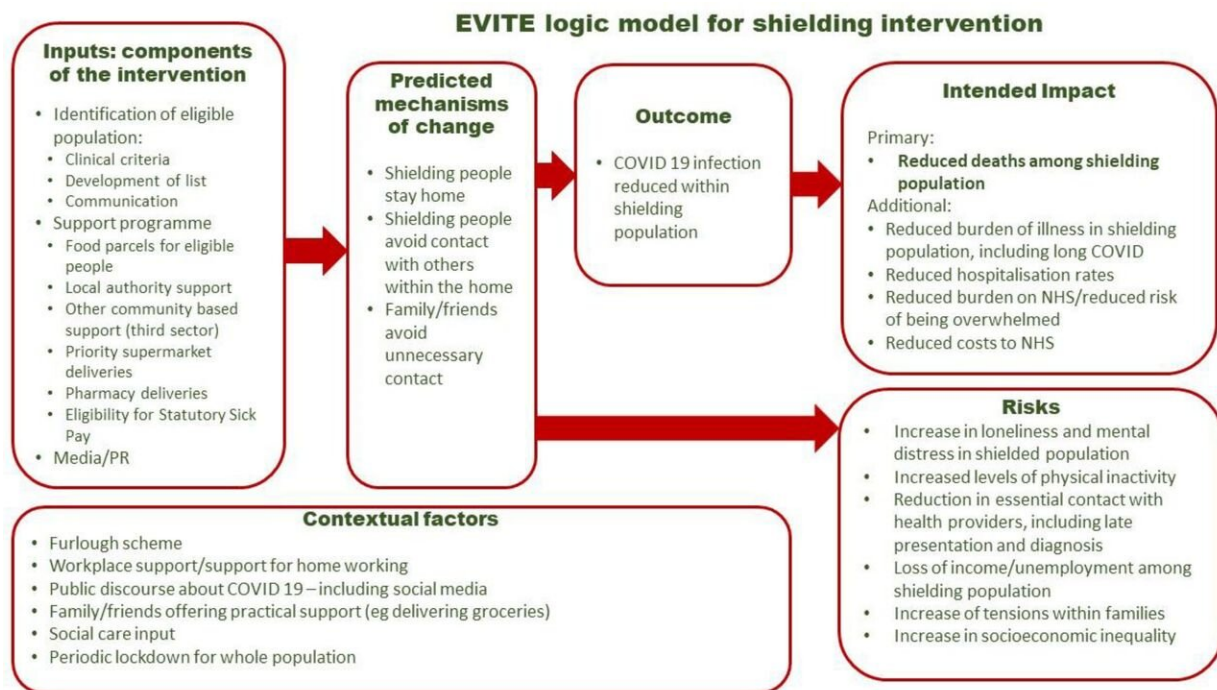 EVITE logic model for shielding intervention
Inputs: components
of the intervention
• Identification of eligible
population:
• Clinical criteria
• Development of list
• Communication
• Support programme
• Food parcels for eligible
people
• Local authority support
• Other community based
support (third sector)
• Priority supermarket
deliveries
• Pharmacy deliveries
• Eligibility for Statutory Sick
Pay
• Media/PR
Predicted
mechanisms
of change
• Shielding people
stay home
• Shielding people
avoid contact
with others
within the home
• Family/friends
avoid
unnecessary
contact
Outcome
• COVID 19 infection
reduced within
shielding
population
Intended Impact
Primary:
• Reduced deaths among shielding
population
Additional:
• Reduced burden of illness in shielding
population, including long COVID
• Reduced hospitalisation rates
• Reduced burden on NHS/reduced risk
of being overwhelmed
• Reduced costs to NHS
Risks
• Increase in loneliness and mental
distress in shielded population
• Increased levels of physical inactivity
• Reduction in essential contact with
health providers, including late
presentation and diagnosis
• Loss of income/unemployment among
shielding population
• Increase of tensions within families
• Increase in socioeconomic inequality
Contextual factors
• Furlough scheme
• Workplace support/support for home working
• Public discourse about COVID 19 – including social media
• Family/friends offering practical support (eg delivering groceries)
• Social care input
• Periodic lockdown for whole population